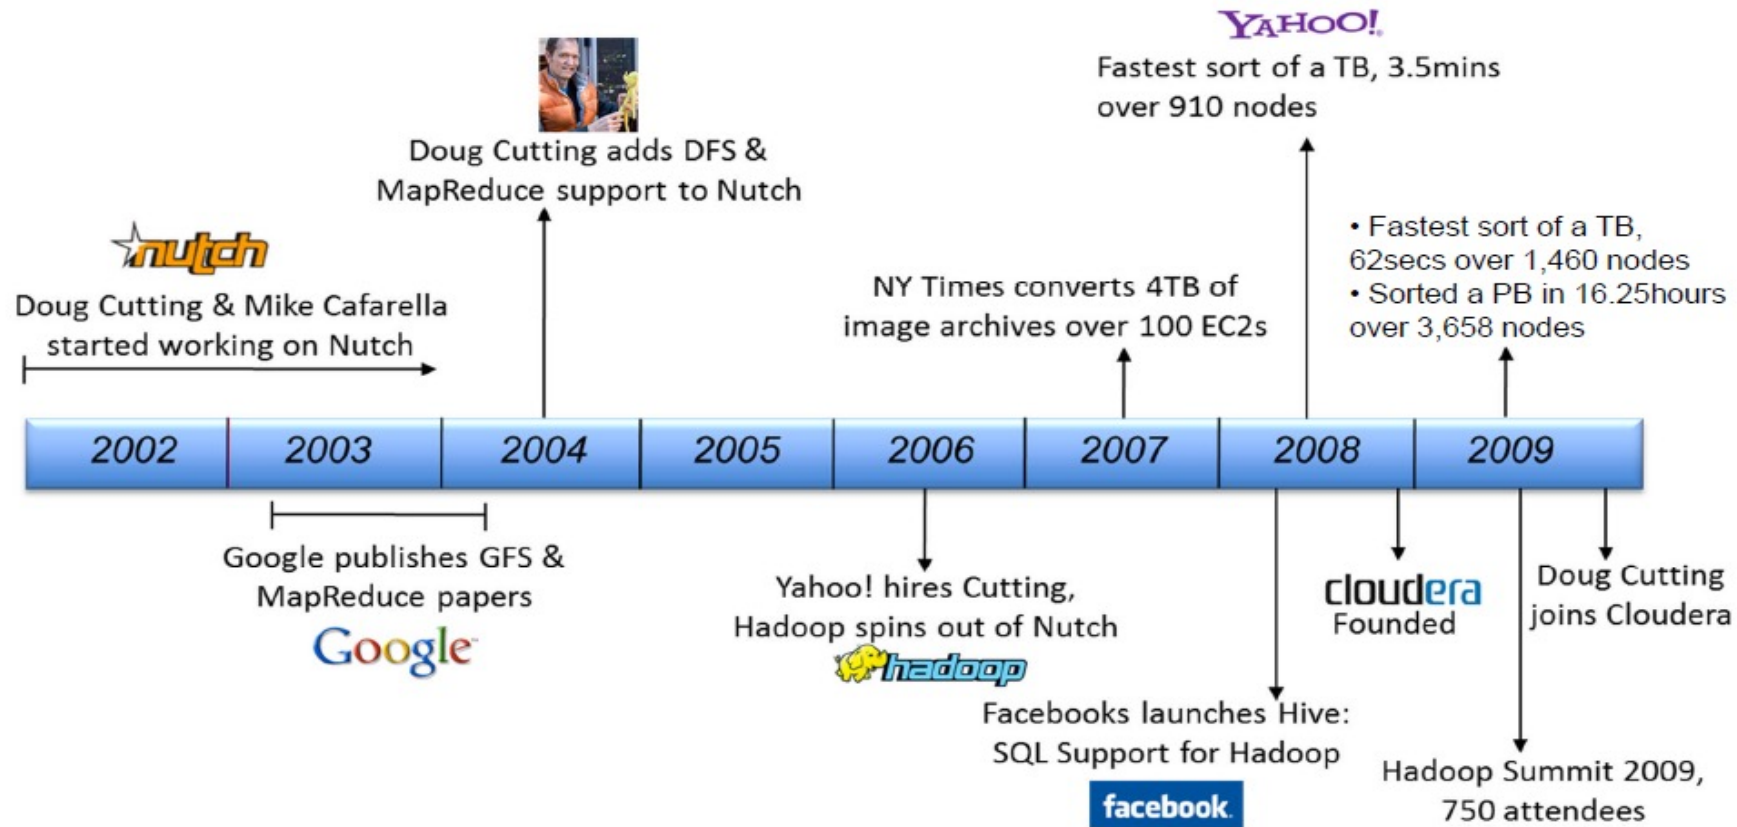 YAHOO!
Fastest sort of a TB, 3.5mins
over 910 nodes
Doug Cutting adds DFS &
MapReduce support to Nutch
nutch
Doug Cutting & Mike Cafarella
started working on Nutch
NY Times converts 4TB of
image archives over 100 EC2s
• Fastest sort of a TB,
62secs over 1,460 nodes
• Sorted a PB in 16.25hours
over 3,658 nodes
2002 2003 2004 2005 2006 2007 2008 2009
Google publishes GFS &
MapReduce papers
Google™
Yahoo! hires Cutting,
Hadoop spins out of Nutch
hadoop
Facebooks launches Hive:
SQL Support for Hadoop
facebook.
cloudera
Founded
Doug Cutting
joins Cloudera
Hadoop Summit 2009,
750 attendees